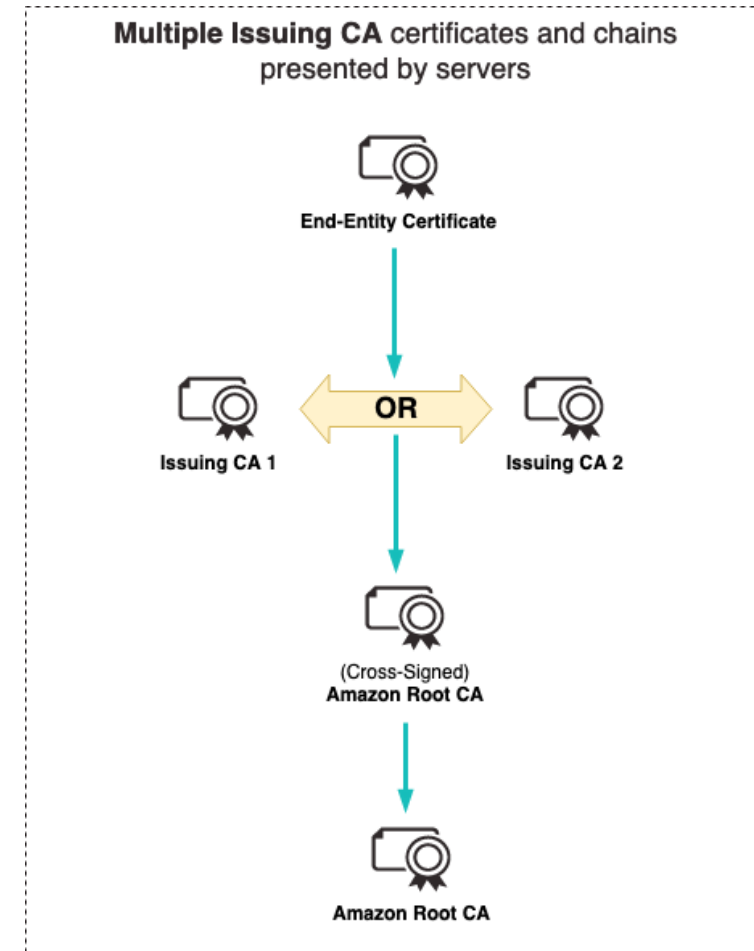 Multiple Issuing CA certificates and chains
presented by servers
End-Entity Certificate
OR
Issuing CA 1
Issuing CA 2
(Cross-Signed)
Amazon Root CA
Amazon Root CA